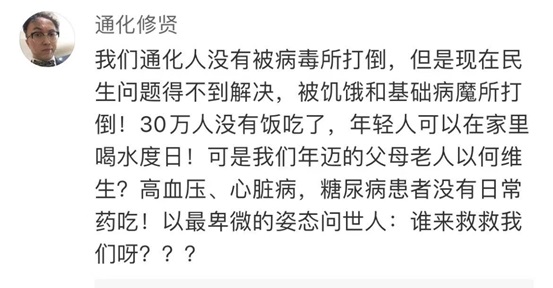 通化修贤
我们通化人没有被病毒所打倒，但是现在民
生问题得不到解决，被饥饿和基础病魔所打
倒！30万人没有饭吃了，年轻人可以在家里
喝水度日！可是我们年迈的父母老人以何维
生？高血压、心脏病，糖尿病患者没有日常
药吃！以最卑微的姿态问世人：谁来救救我
们呀？？？